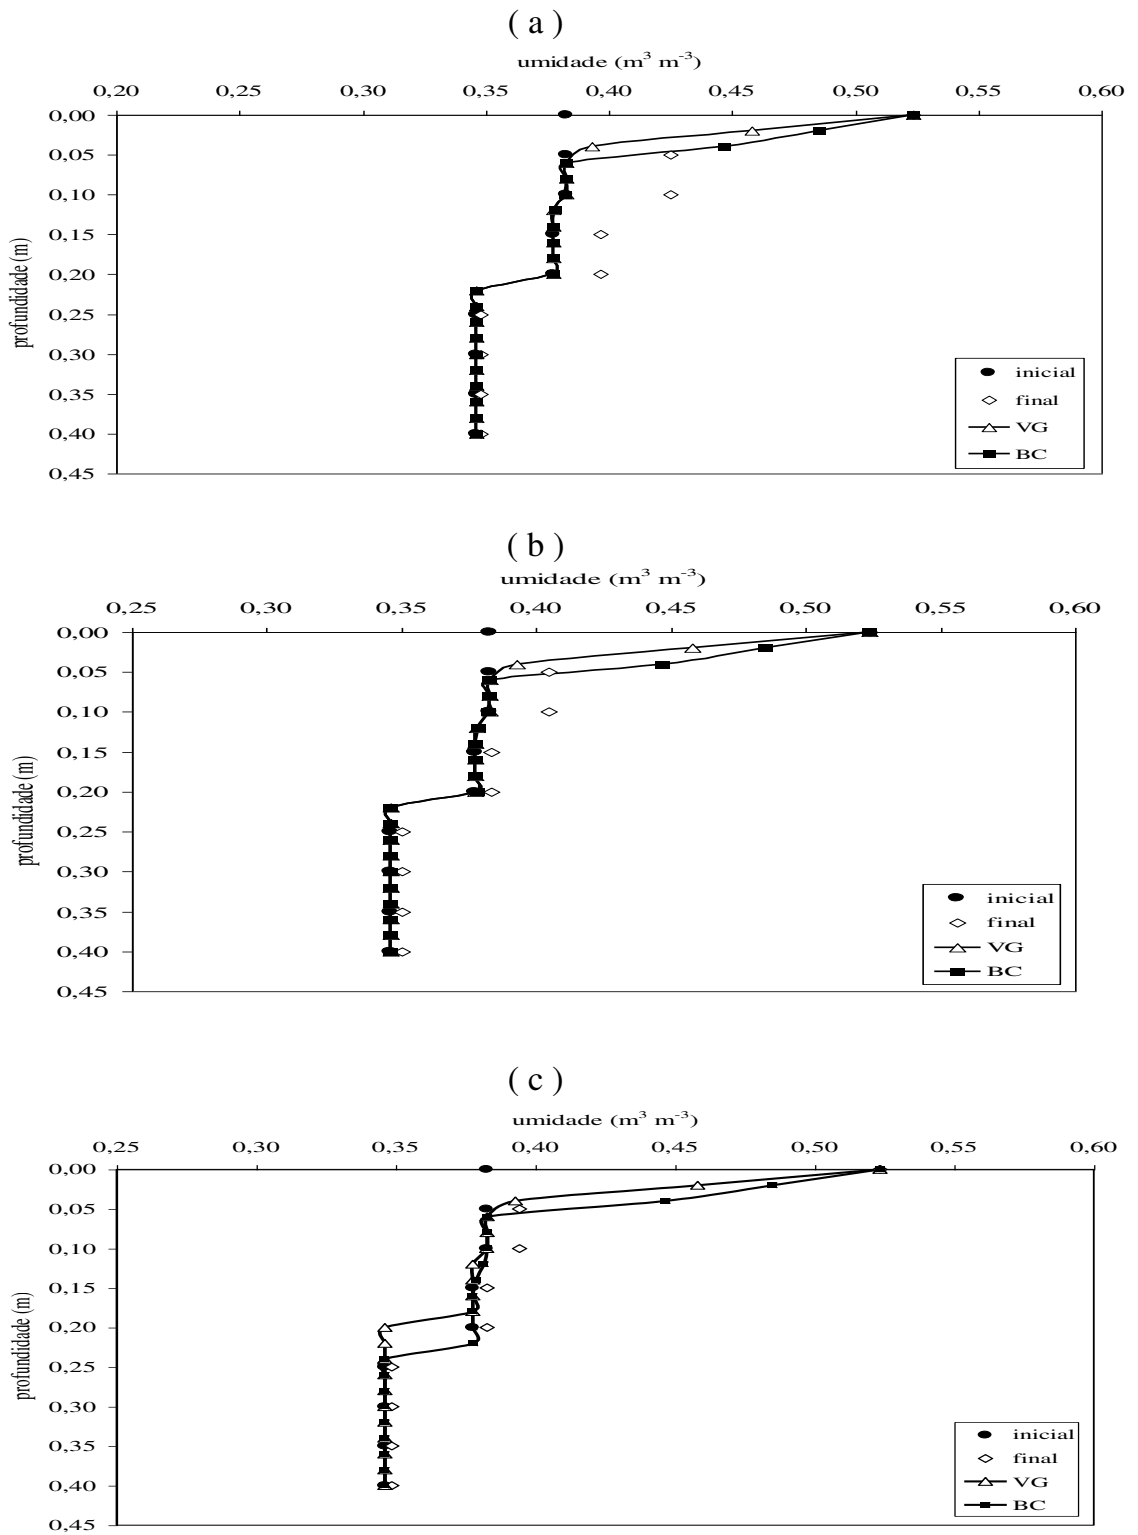 ( a )
umidade (m³ m⁻³)
0,20 0,25 0,30 0,35 0,40 0,45 0,50 0,55 0,60
0,00
0,05
0,10
0,15
0,20
0,25
0,30
0,35
0,40
0,45
profundidade (m)
inicial
final
VG
BC
( b )
umidade (m³ m⁻³)
0,25 0,30 0,35 0,40 0,45 0,50 0,55 0,60
0,00
0,05
0,10
0,15
0,20
0,25
0,30
0,35
0,40
0,45
profundidade (m)
inicial
final
VG
BC
( c )
umidade (m³ m⁻³)
0,25 0,30 0,35 0,40 0,45 0,50 0,55 0,60
0,00
0,05
0,10
0,15
0,20
0,25
0,30
0,35
0,40
0,45
profundidade (m)
inicial
final
VG
BC